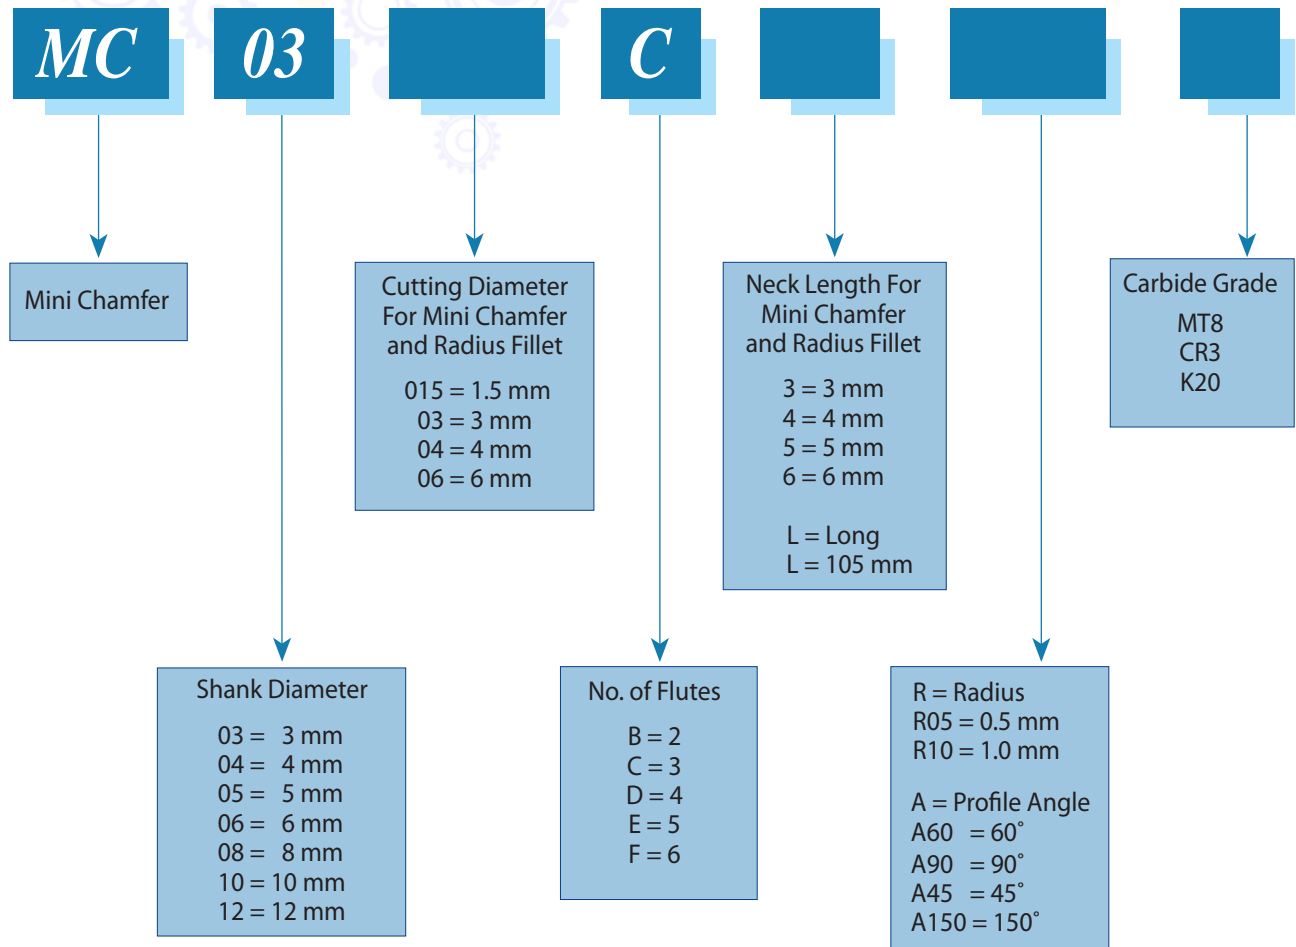 MC 03 C
Mini Chamfer
Cutting Diameter
For Mini Chamfer
and Radius Fillet
015 = 1.5 mm
03 = 3 mm
04 = 4 mm
06 = 6 mm
Neck Length For
Mini Chamfer
and Radius Fillet
3 = 3 mm
4 = 4 mm
5 = 5 mm
6 = 6 mm
L = Long
L = 105 mm
Carbide Grade
MT8
CR3
K20
Shank Diameter
03 = 3 mm
04 = 4 mm
05 = 5 mm
06 = 6 mm
08 = 8 mm
10 = 10 mm
12 = 12 mm
No. of Flutes
B = 2
C = 3
D = 4
E = 5
F = 6
R = Radius
R05 = 0.5 mm
R10 = 1.0 mm
A = Profile Angle
A60 = 60˚
A90 = 90˚
A45 = 45˚
A150 = 150˚